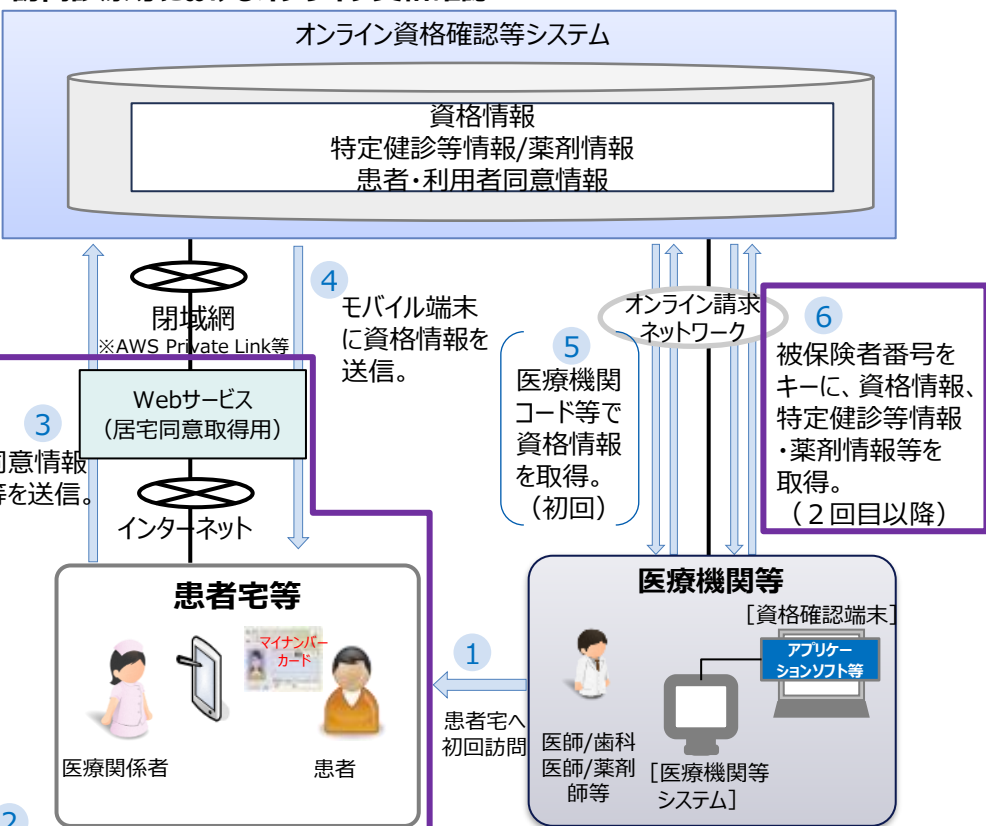 オンライン資格確認等システム
資格情報
特定健診等情報/薬剤情報
患者・利用者同意情報
閉域網
※AWS Private Link等
Webサービス
（居宅同意取得用）
インターネット
3
同意情報
等を送信。
4
モバイル端末
に資格情報を
送信。
5
医療機関
コード等で
資格情報
を取得。
（初回）
オンライン請求
ネットワーク
6
被保険者番号を
キーに、資格情報、
特定健診等情報
・薬剤情報等を
取得。
（２回目以降）
患者宅等
マイナンバー
カード
医療関係者
患者
2
1
患者宅へ
初回訪問
医療機関等
［資格確認端末］
アプリケー
ションソフト等
医師/歯科
医師/薬剤
師等
［医療機関等
システム］